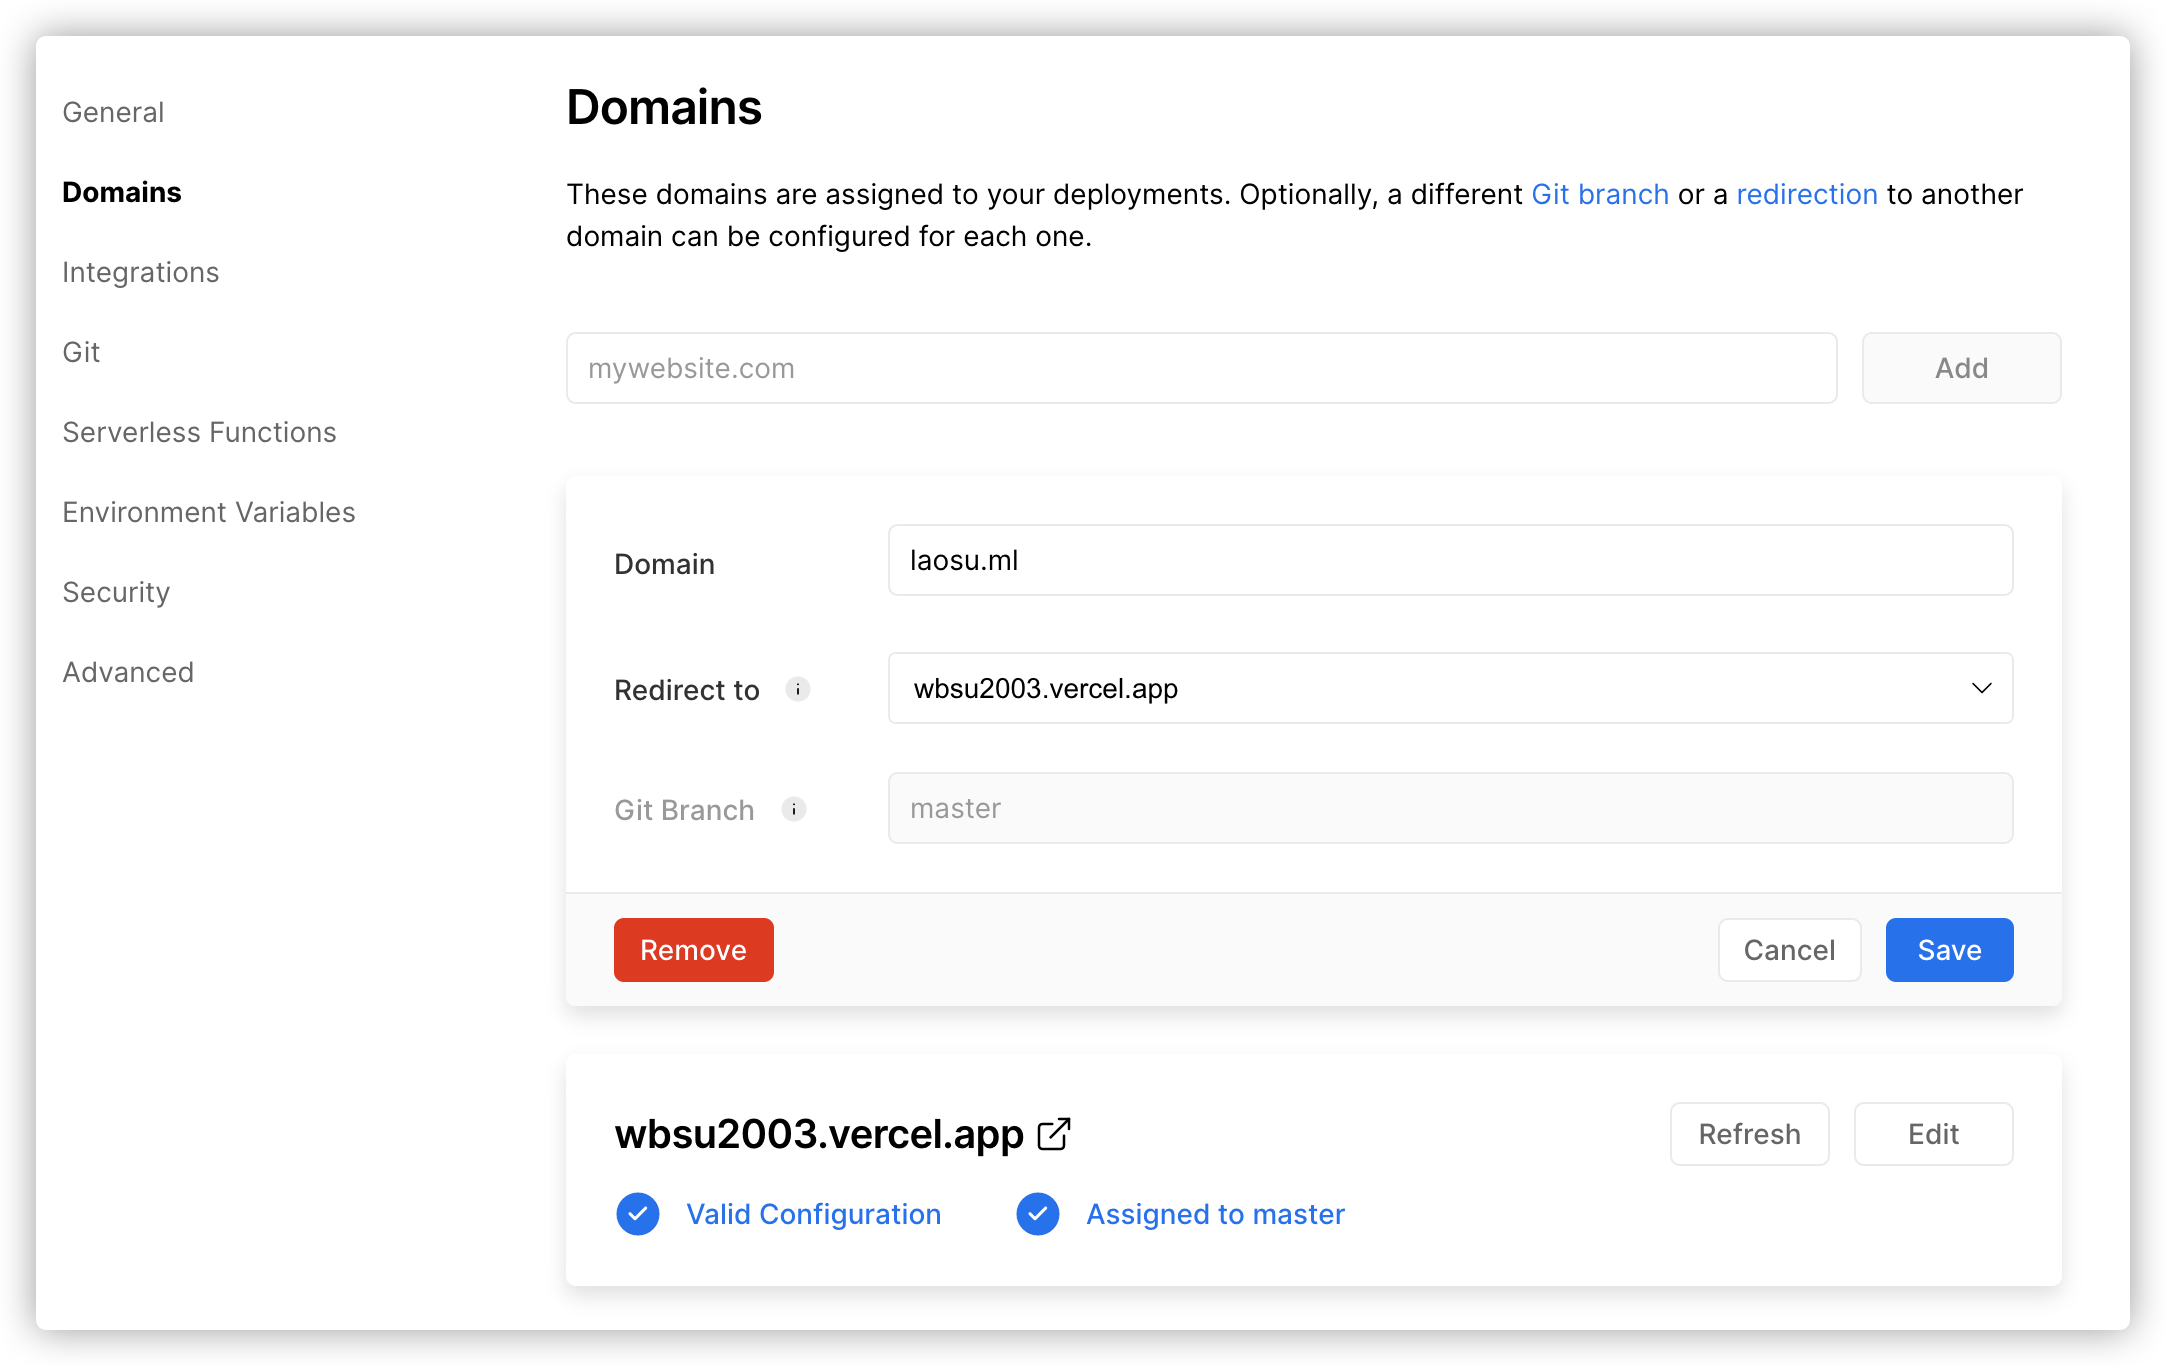 General
Domains
Integrations
Git
Serverless Functions
Environment Variables
Security
Advanced
Domains
These domains are assigned to your deployments. Optionally, a different Git branch or a redirection to another
domain can be configured for each one.
mywebsite.com
Add
Domain
laosu.ml
Redirect to
wbsu2003.vercel.app
Git Branch
master
Remove
Cancel
Save
wbsu2003.vercel.app
Refresh
Edit
Valid Configuration
Assigned to master